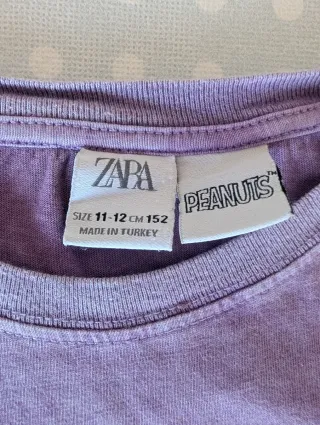 ZARA
SIZE 11-12 CM 152
MADE IN TURKEY
PEANUTS™